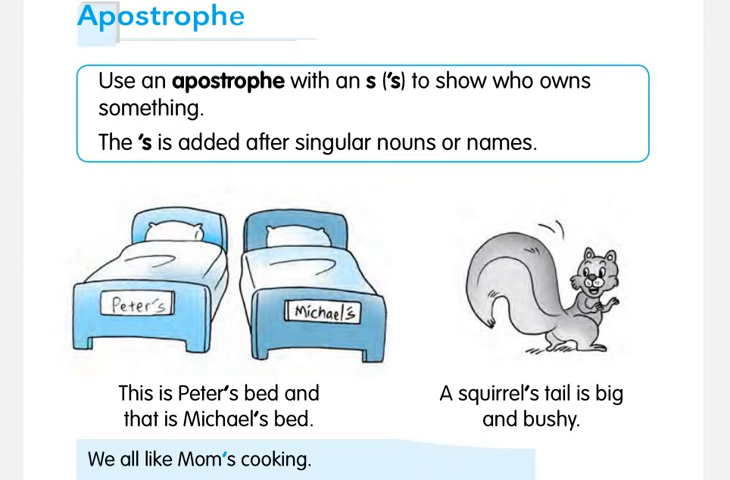 Apostrophe
Use an apostrophe with an s ('s) to show who owns
something.
The 's is added after singular nouns or names.
Peter's
Michael's
This is Peter's bed and
that is Michael's bed.
A squirrel's tail is big
and bushy.
We all like Mom's cooking.